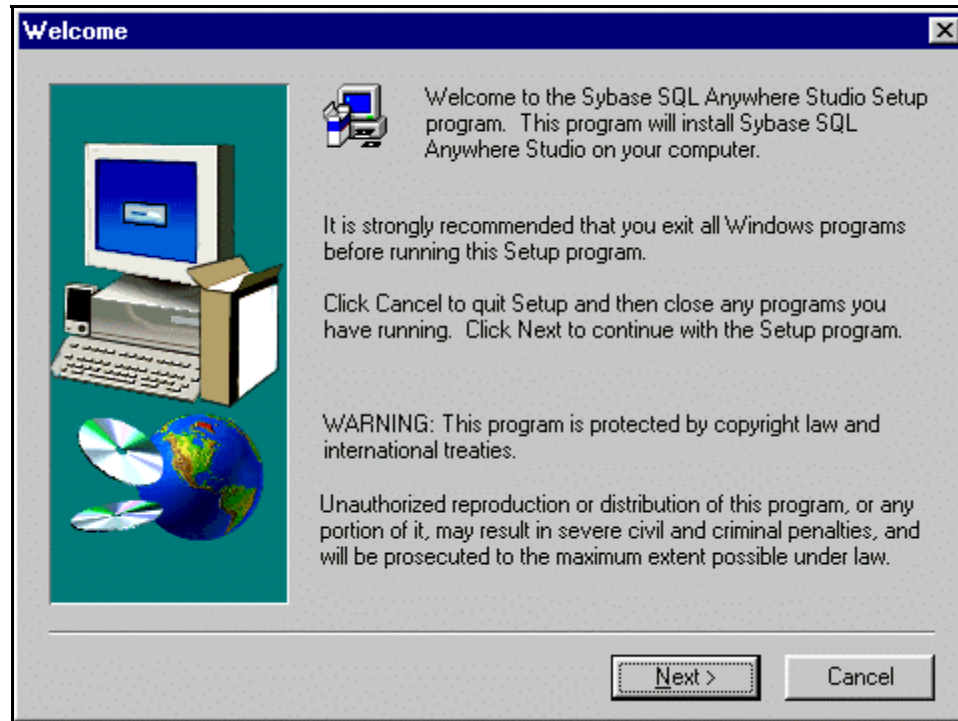 Welcome
Welcome to the Sybase SQL Anywhere Studio Setup
program.  This program will install Sybase SQL
Anywhere Studio on your computer.
It is strongly recommended that you exit all Windows programs
before running this Setup program.
Click Cancel to quit Setup and then close any programs you
have running.  Click Next to continue with the Setup program.
WARNING: This program is protected by copyright law and
international treaties.
Unauthorized reproduction or distribution of this program, or any
portion of it, may result in severe civil and criminal penalties, and
will be prosecuted to the maximum extent possible under law.
Next >
Cancel